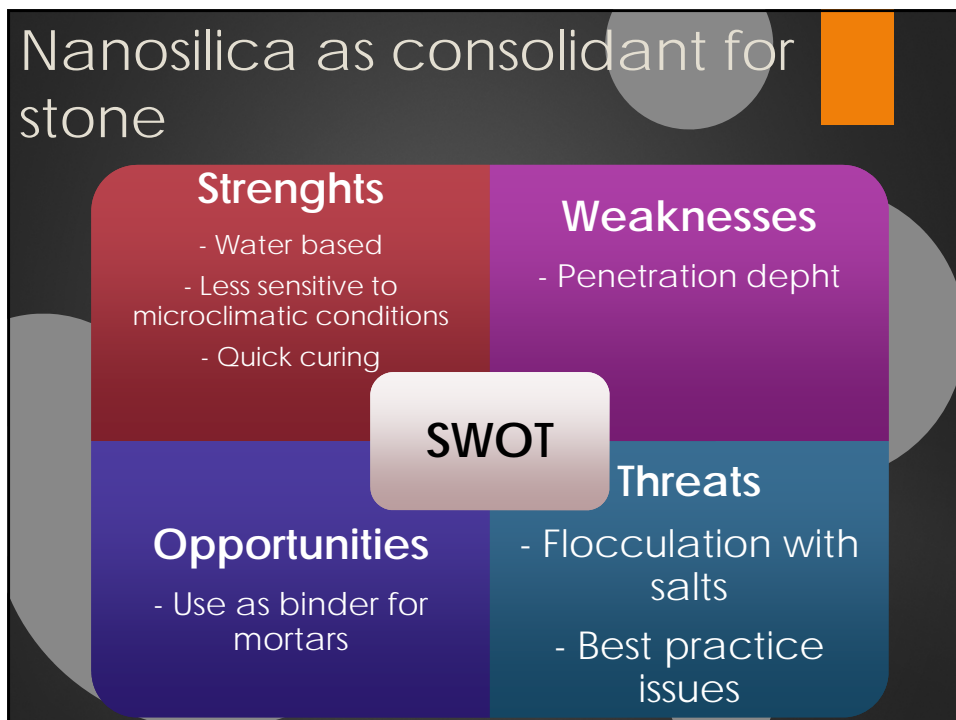 Nanosilica as consolidant for
stone
Strenghts
- Water based
- Less sensitive to
microclimatic conditions
- Quick curing
Weaknesses
- Penetration depht
SWOT
Opportunities
- Use as binder for
mortars
Threats
- Flocculation with
salts
- Best practice
issues